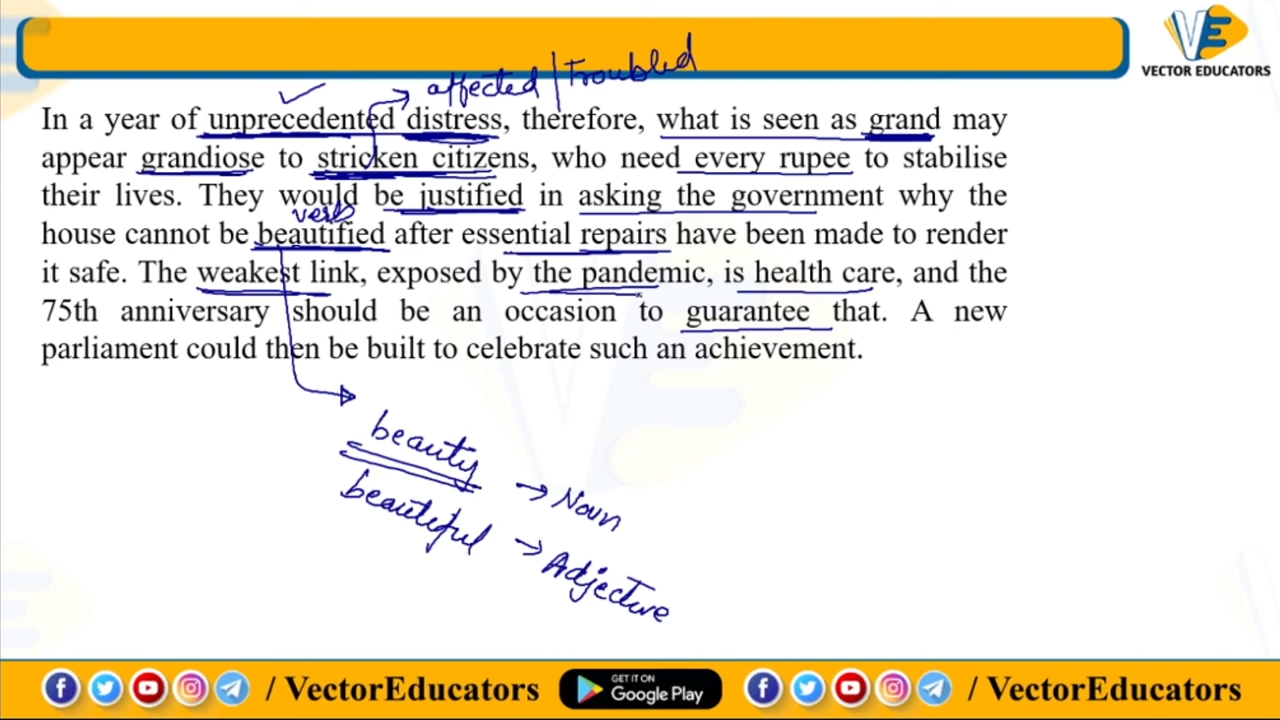 VE
VECTOR EDUCATORS
affected / Troubled
In a year of unprecedented distress, therefore, what is seen as grand may
appear grandiose to stricken citizens, who need every rupee to stabilise
their lives. They would be justified in asking the government why the
verb
house cannot be beautified after essential repairs have been made to render
it safe. The weakest link, exposed by the pandemic, is health care, and the
75th anniversary should be an occasion to guarantee that. A new
parliament could then be built to celebrate such an achievement.
beauty → Noun
beautiful → Adjective
/ VectorEducators GET IT ON Google Play / VectorEducators